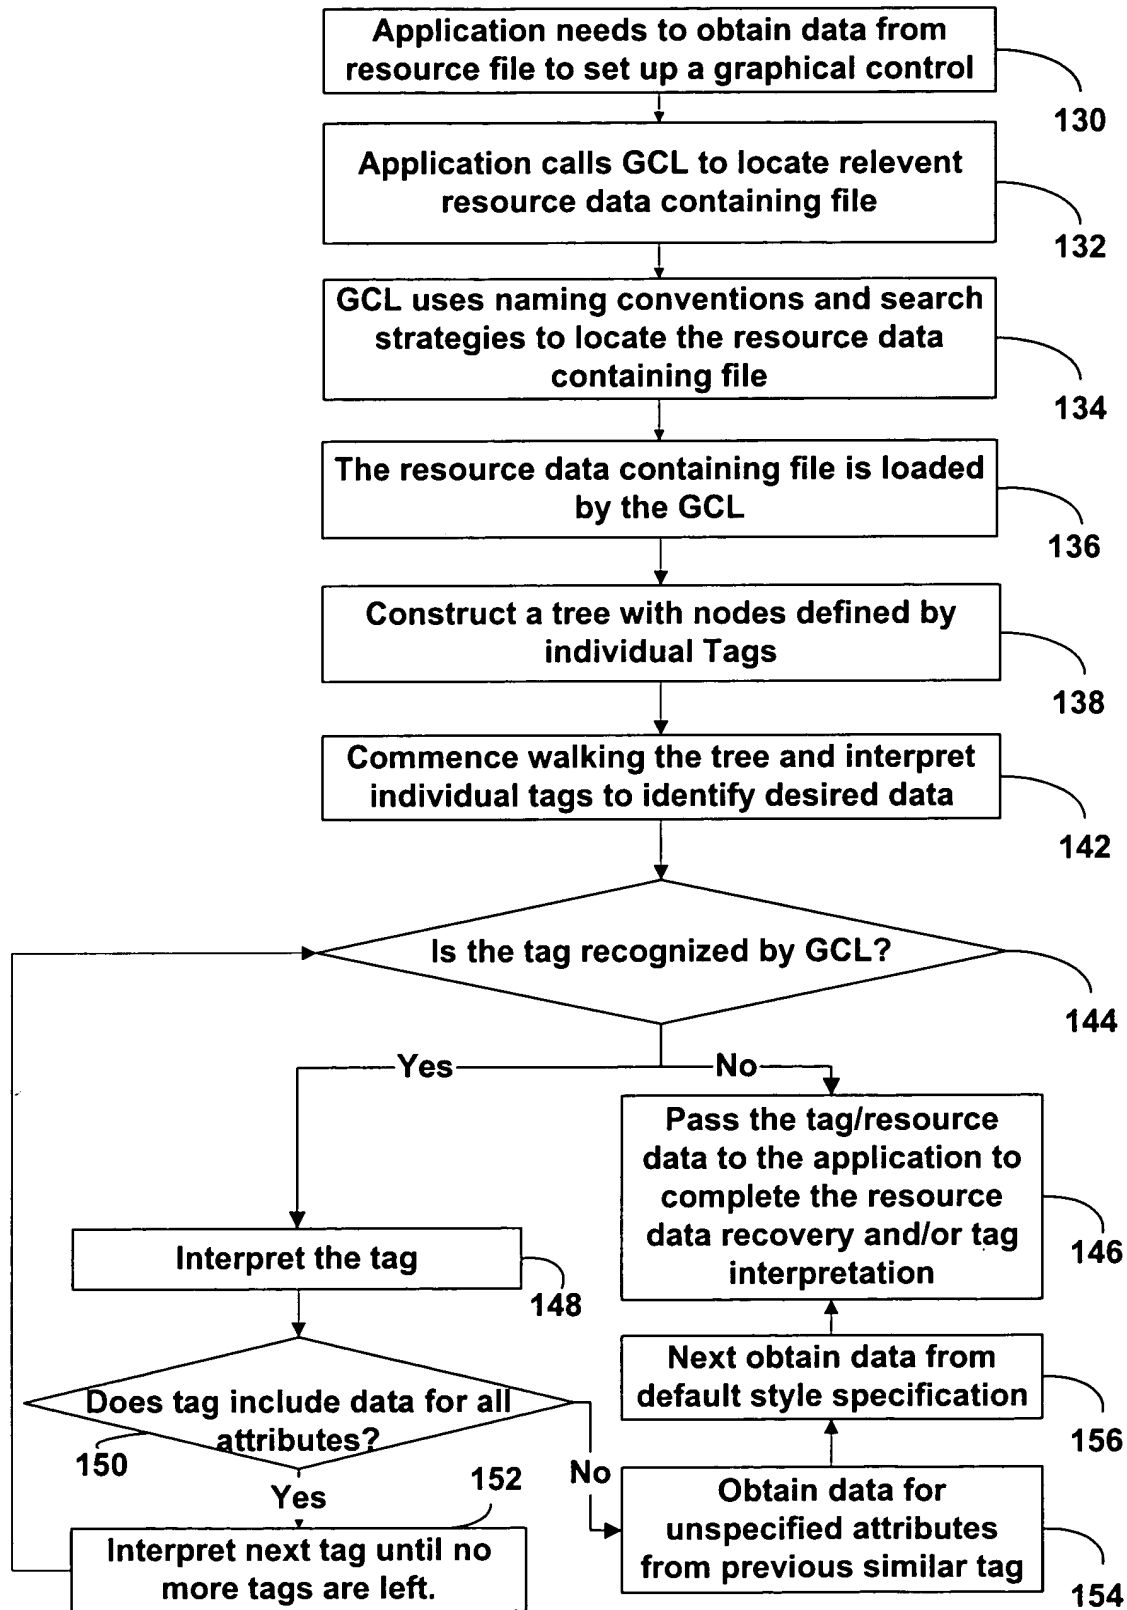 Application needs to obtain data from
resource file to set up a graphical control
130
Application calls GCL to locate relevent
resource data containing file
132
GCL uses naming conventions and search
strategies to locate the resource data
containing file
134
The resource data containing file is loaded
by the GCL
136
Construct a tree with nodes defined by
individual Tags
138
Commence walking the tree and interpret
individual tags to identify desired data
142
Is the tag recognized by GCL?
144
Yes
No
Pass the tag/resource
data to the application to
complete the resource
data recovery and/or tag
interpretation
146
Interpret the tag
148
Does tag include data for all
attributes?
150
Yes
No
152
Interpret next tag until no
more tags are left.
Next obtain data from
default style specification
156
Obtain data for
unspecified attributes
from previous similar tag
154